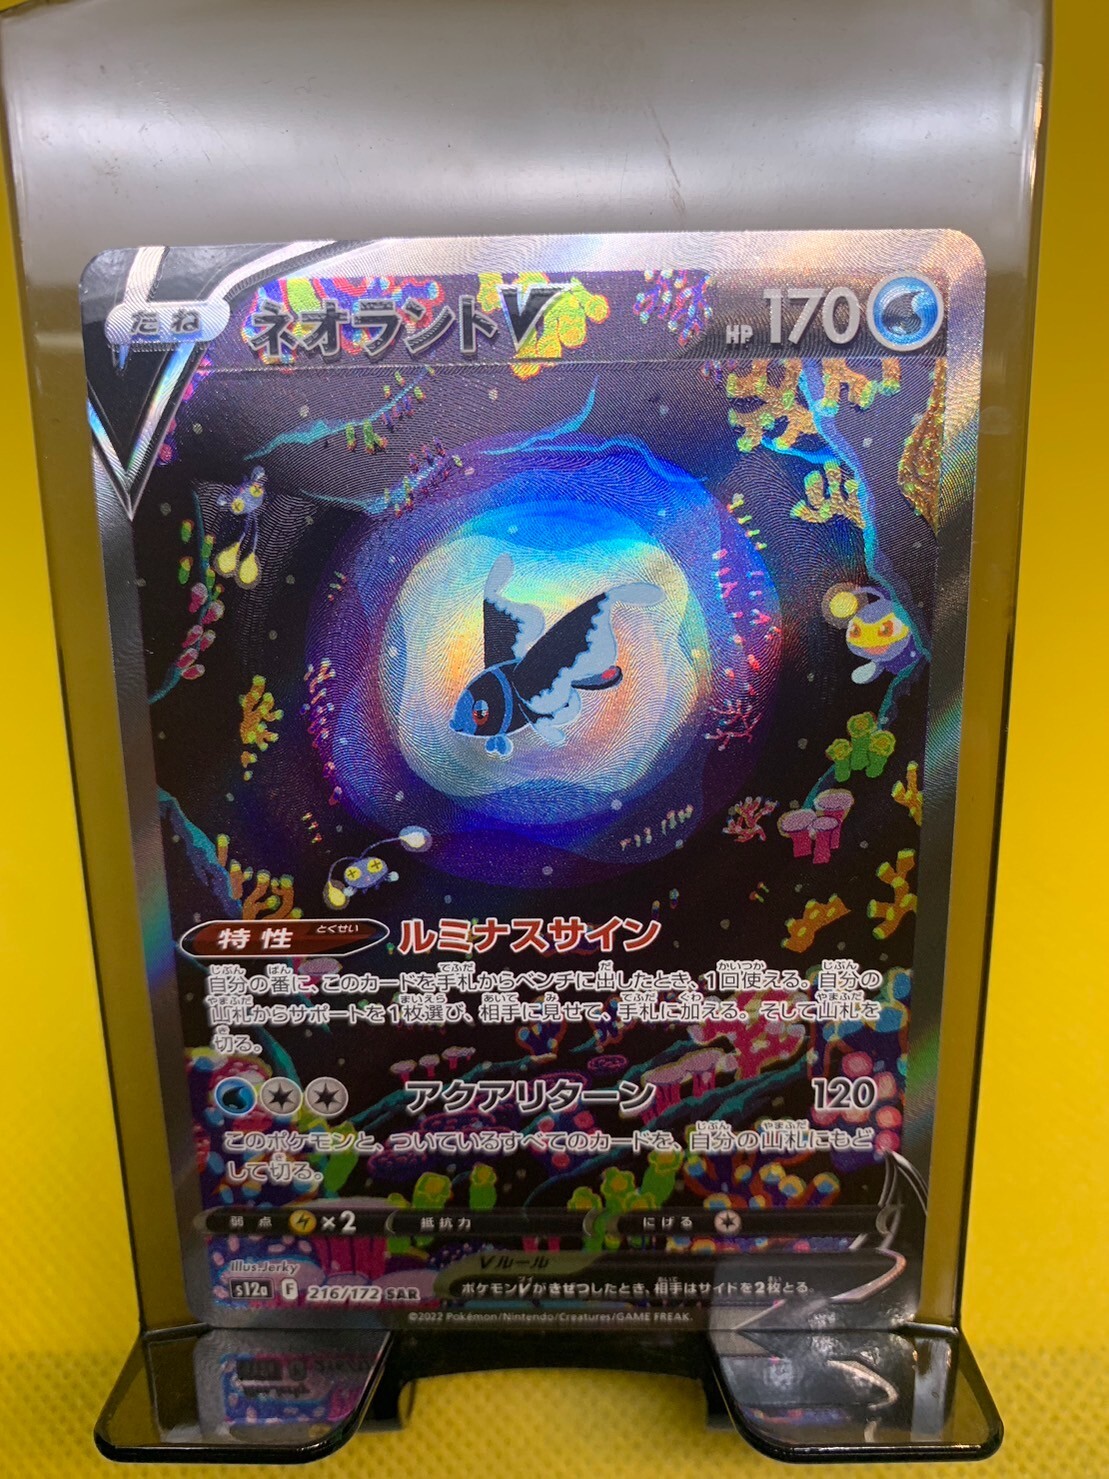 たね ネオラントV HP 170
特性 とくせい ルミナスサイン
自分の番に、このカードを手札からベンチに出したとき、1回使える。自分の
山札からサポートを1枚選び、相手に見せて、手札に加える。そして山札を
切る。
アクアリターン 120
このポケモンと、ついているすべてのカードを、自分の山札にもど
して切る。
弱点 ×2 抵抗力 にげる
Illus.Jerky
Vルール
s12a F 216/172 SAR
ポケモンVがきぜつしたとき、相手はサイドを2枚とる。
©2022 Pokémon/Nintendo/Creatures/GAME FREAK.